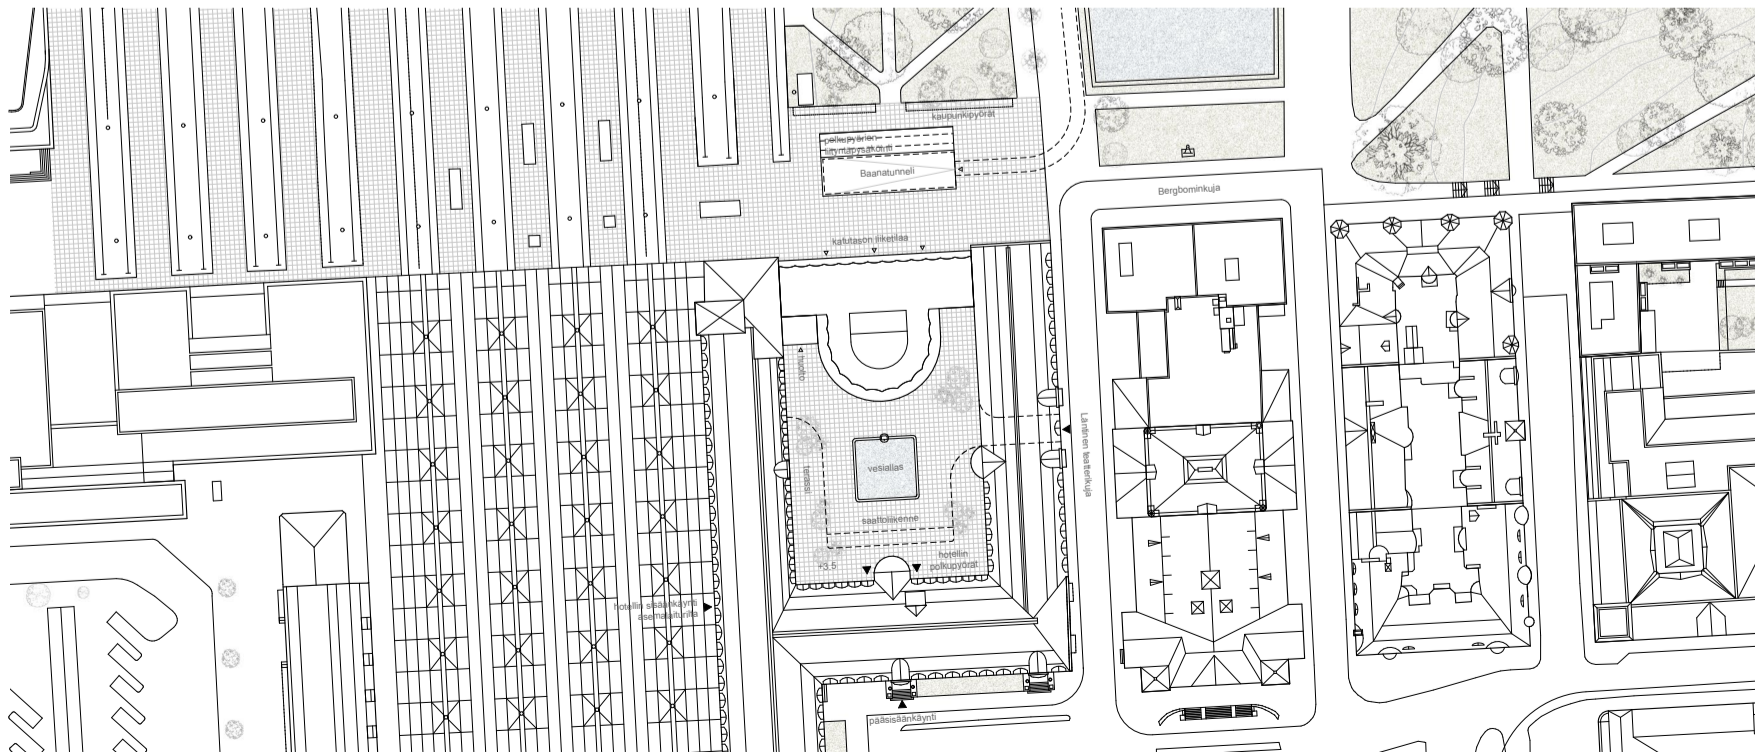 kaupunkipyörät
polkupyörien
liityntäpysäköinti
Baanatunneli
Bergbominkuja
katutason liiketilaa
huolto
Läntinen teatterikuja
terassi
vesiallas
saattoliikenne
+3.5
hotellin
polkupyörät
hotellin sisäänkäynti
asemalaiturilta
pääsisäänkäynti